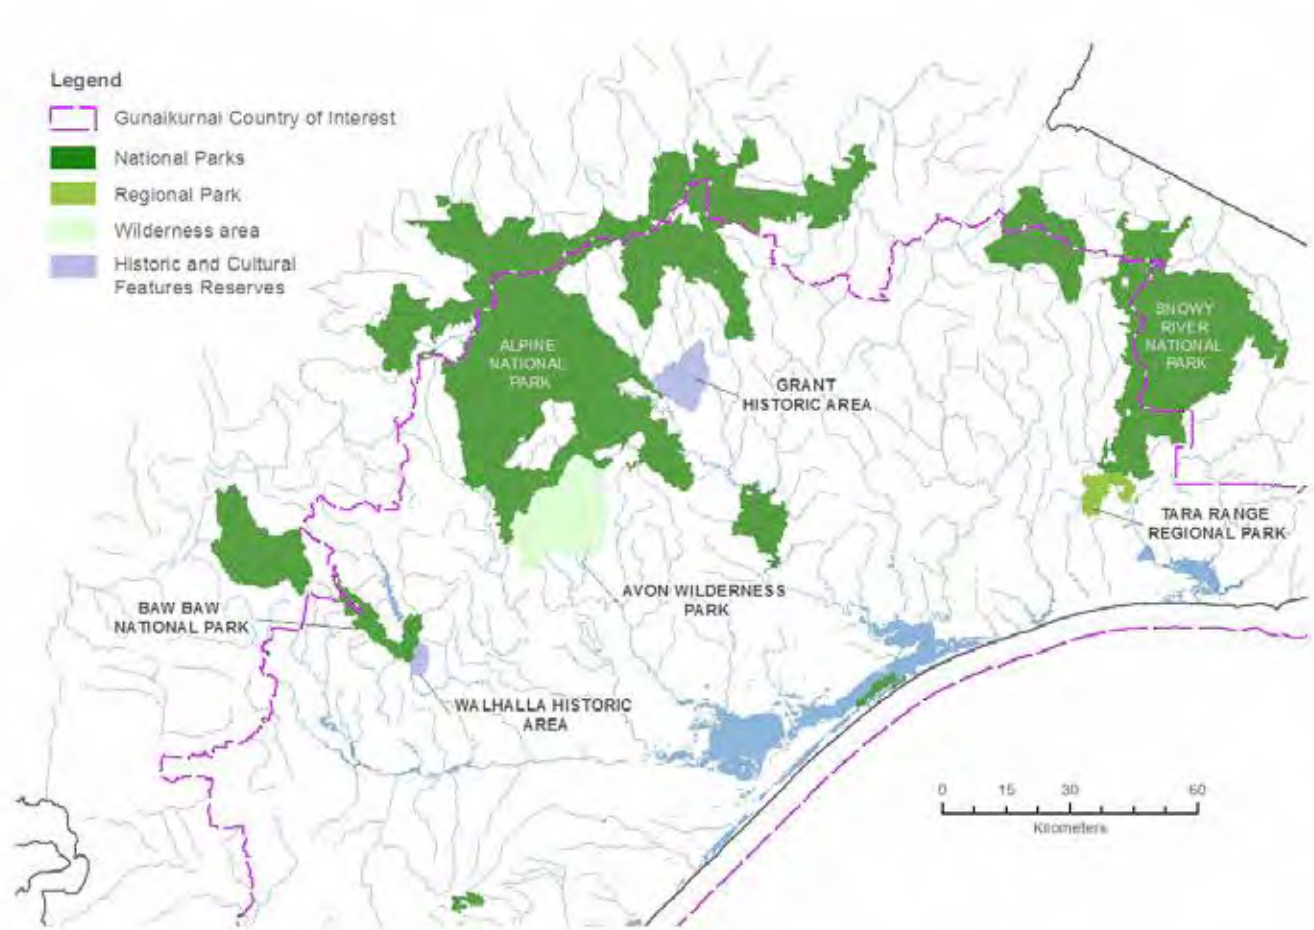 Legend
Gunaikurnai Country of Interest
National Parks
Regional Park
Wilderness area
Historic and Cultural
Features Reserves
SNOWY
RIVER
NATIONAL
PARK
ALPINE
NATIONAL
PARK
GRANT
HISTORIC AREA
TARA RANGE
REGIONAL PARK
AVON WILDERNESS
PARK
BAW BAW
NATIONAL PARK
WALHALLA HISTORIC
AREA
0 15 30 60
Kilometers